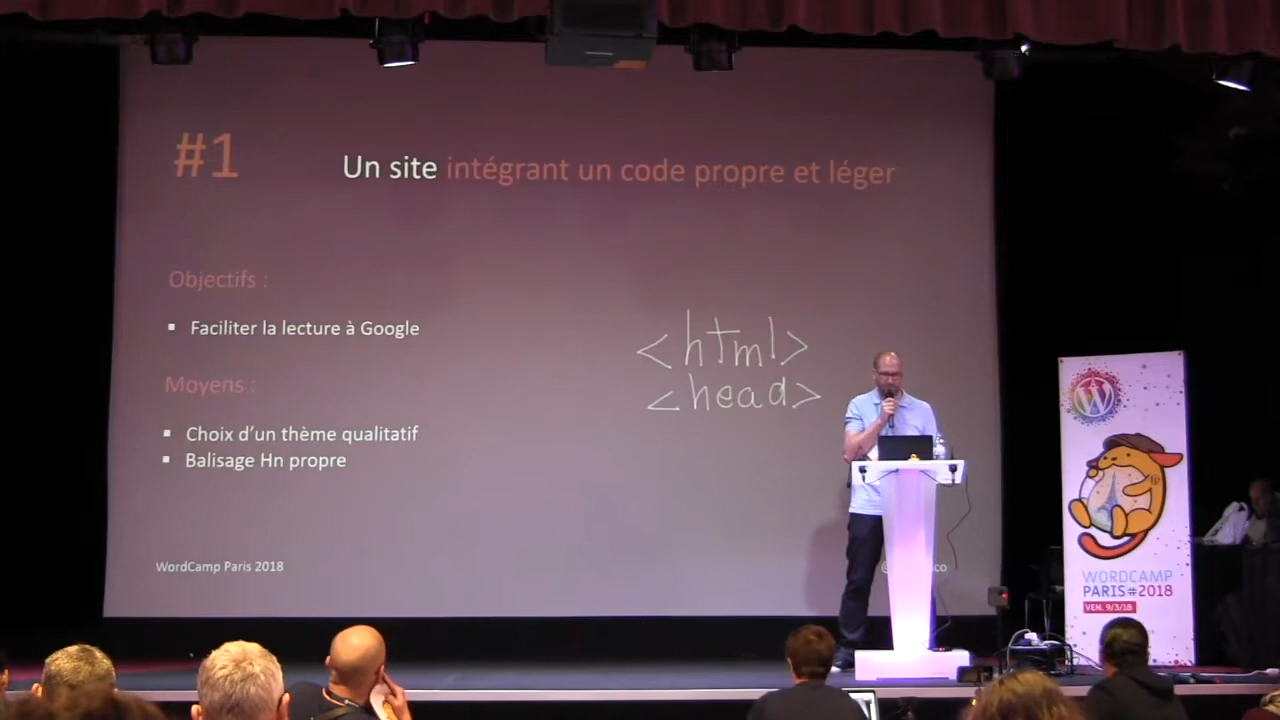 #1
Un site intégrant un code propre et léger
Objectifs :
▪ Faciliter la lecture à Google
<html>
<head>
Moyens :
▪ Choix d'un thème qualitatif
▪ Balisage Hn propre
WordCamp Paris 2018
WORDCAMP
PARIS#2018
VEN. 9/3/18